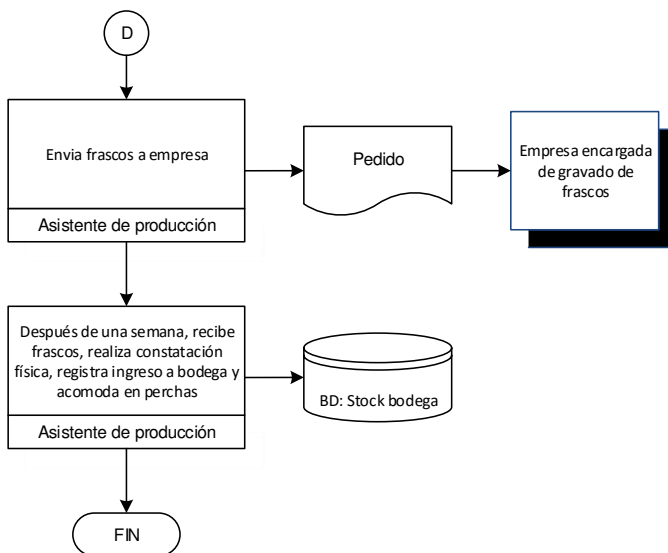 D
Envia frascos a empresa
Asistente de producción
Pedido
Empresa encargada
de gravado de
frascos
Después de una semana, recibe
frascos, realiza constatación
física, registra ingreso a bodega y
acomoda en perchas
Asistente de producción
BD: Stock bodega
FIN